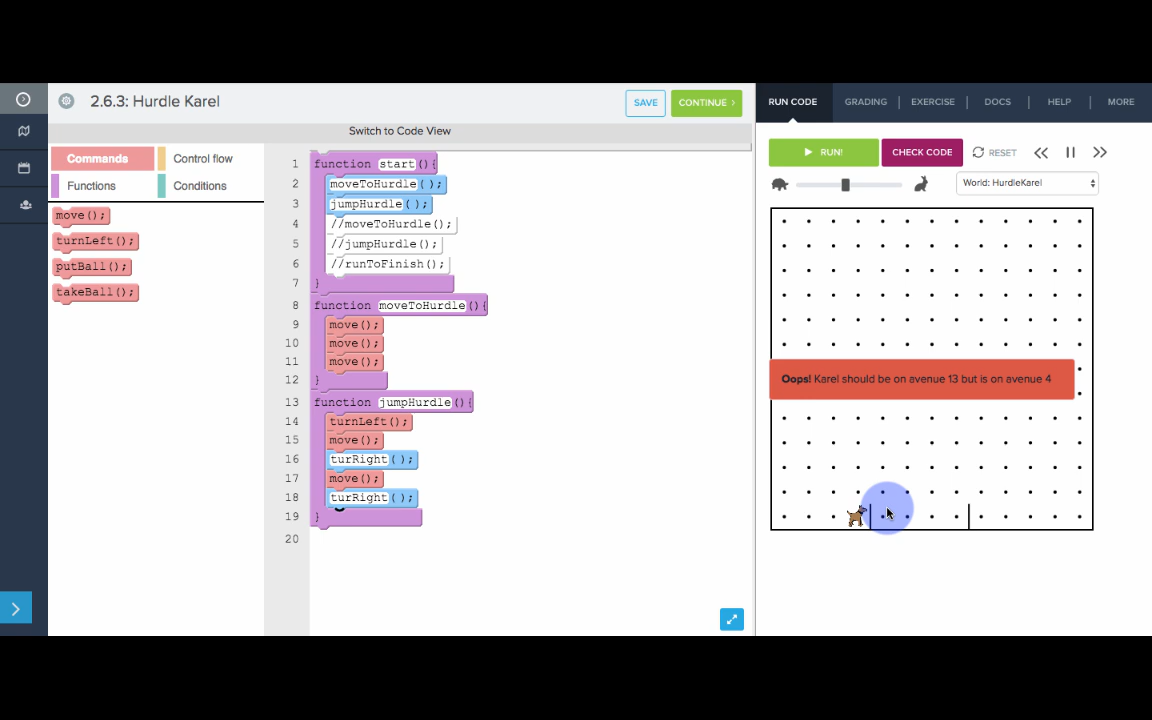 2.6.3: Hurdle Karel
SAVE
CONTINUE >
Switch to Code View
Commands
Control flow
Functions
Conditions
move();
turnLeft();
putBall();
takeBall();
1 function start(){
2 moveToHurdle();
3 jumpHurdle();
4 //moveToHurdle();
5 //jumpHurdle();
6 //runToFinish();
7 }
8 function moveToHurdle(){
9 move();
10 move();
11 move();
12 }
13 function jumpHurdle(){
14 turnLeft();
15 move();
16 turRight();
17 move();
18 turRight();
19 }
20
RUN CODE
GRADING
EXERCISE
DOCS
HELP
MORE
RUN!
CHECK CODE
RESET
World: HurdleKarel
Oops! Karel should be on avenue 13 but is on avenue 4